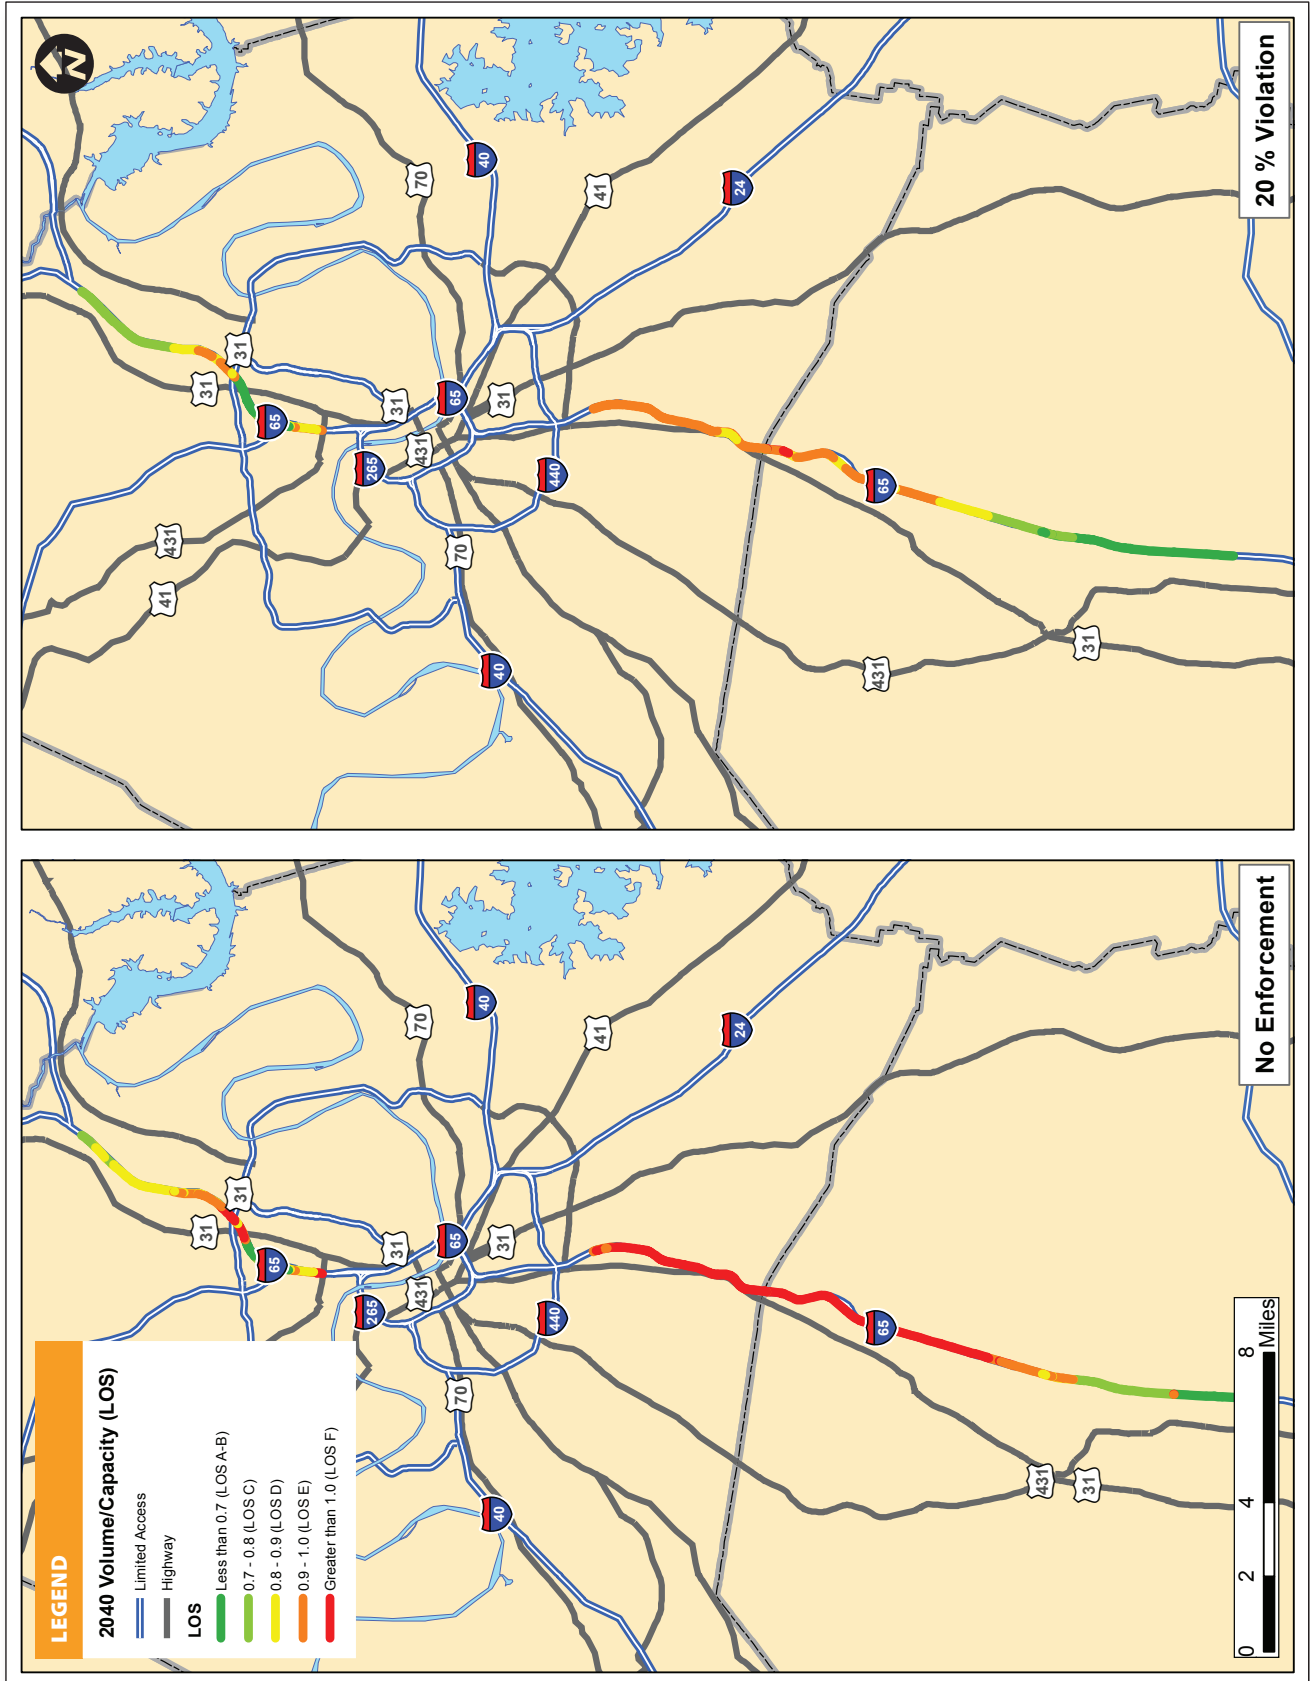 LEGEND
2040 Volume/Capacity (LOS)
Limited Access
Highway
LOS
Less than 0.7 (LOS A-B)
0.7 - 0.8 (LOS C)
0.8 - 0.9 (LOS D)
0.9 - 1.0 (LOS E)
Greater than 1.0 (LOS F)
31
31
65
265
31
431
70
65
70
40
40
31
440
41
24
65
431
31
0 2 4 8
Miles
No Enforcement
N
41
431
31
31
65
265
31
431
70
65
70
40
40
31
440
41
24
65
431
31
20 % Violation